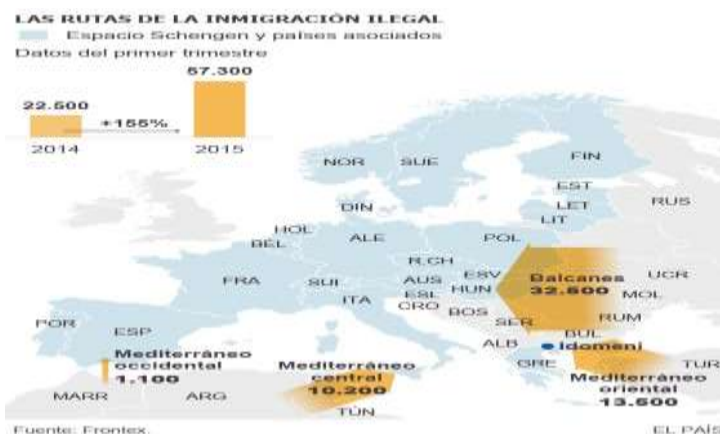 LAS RUTAS DE LA INMIGRACIÓN ILEGAL
Espacio Schengen y países asociados
Datos del primer trimestre
57.300
22.500
+155%
2014
2015
NOR
SUE
FIN
EST
LET
LIT
RUS
DIN
HOL
BÉL
ALE
POL
R.CH
FRA
SUI
AUS
ESV
HUN
ESL
CRO
ITA
BOS
SER
Balcanes
32.600
UCR
MOL
RUM
BUL
ALB
Idomeni
GRE
TUR
POR
ESP
Mediterráneo
occidental
1.100
Mediterráneo
central
10.200
Mediterráneo
oriental
13.500
MARR
ARG
TÚN
Fuente: Frontex.
EL PAÍS